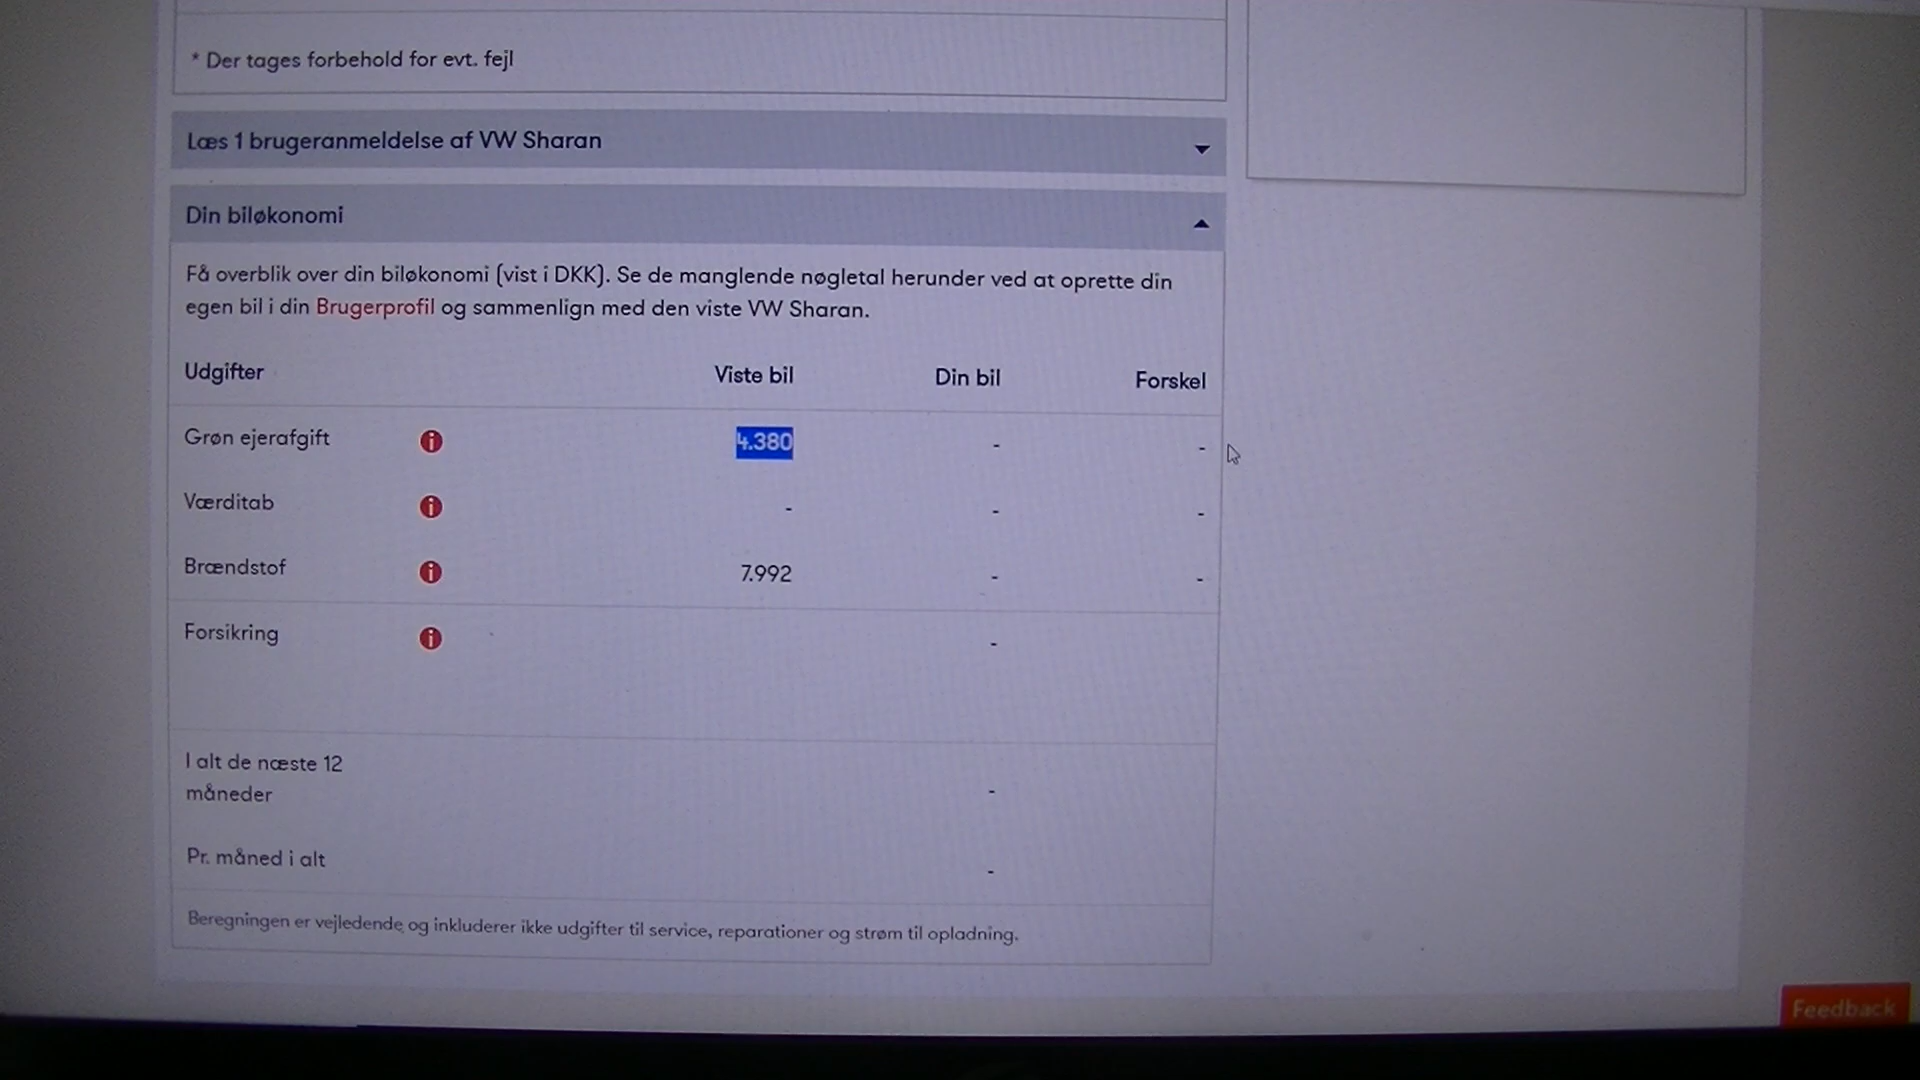 * Der tages forbehold for evt. fejl
Læs 1 brugeranmeldelse af VW Sharan
Din biløkonomi
Få overblik over din biløkonomi (vist i DKK). Se de manglende nøgletal herunder ved at oprette din
egen bil i din Brugerprofil og sammenlign med den viste VW Sharan.
Udgifter Viste bil Din bil Forskel
Grøn ejerafgift i 4.380 - -
Værditab i - - -
Brændstof i 7.992 - -
Forsikring i -
I alt de næste 12
måneder -
Pr. måned i alt -
Beregningen er vejledende og inkluderer ikke udgifter til service, reparationer og strøm til opladning.
Feedback